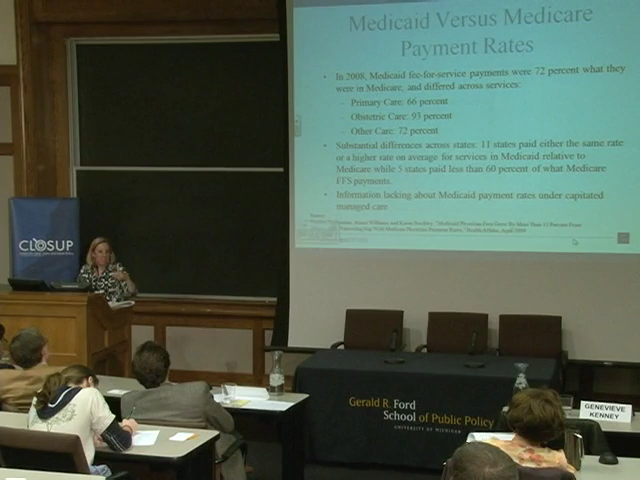 Medicaid Versus Medicare
Payment Rates
• In 2008, Medicaid fee-for-service payments were 72 percent what they
were in Medicare, and differed across services:
– Primary Care: 66 percent
– Obstetric Care: 93 percent
– Other Care: 72 percent
• Substantial differences across states: 11 states paid either the same rate
or a higher rate on average for services in Medicaid relative to
Medicare while 5 states paid less than 60 percent of what Medicare
FFS payments.
• Information lacking about Medicaid payment rates under capitated
managed care
CLOSUP
Gerald R. Ford
School of Public Policy
UNIVERSITY OF MICHIGAN
GENEVIEVE
KENNEY